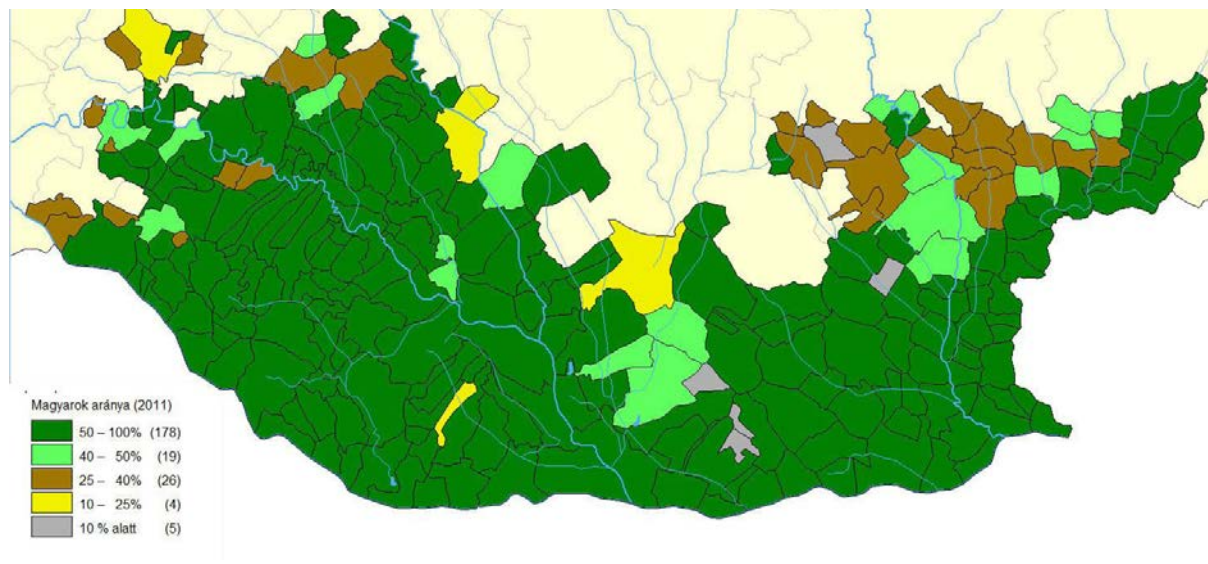 Magyarok aránya (2011)
50 – 100% (178)
40 – 50% (19)
25 – 40% (26)
10 – 25% (4)
10 % alatt (5)